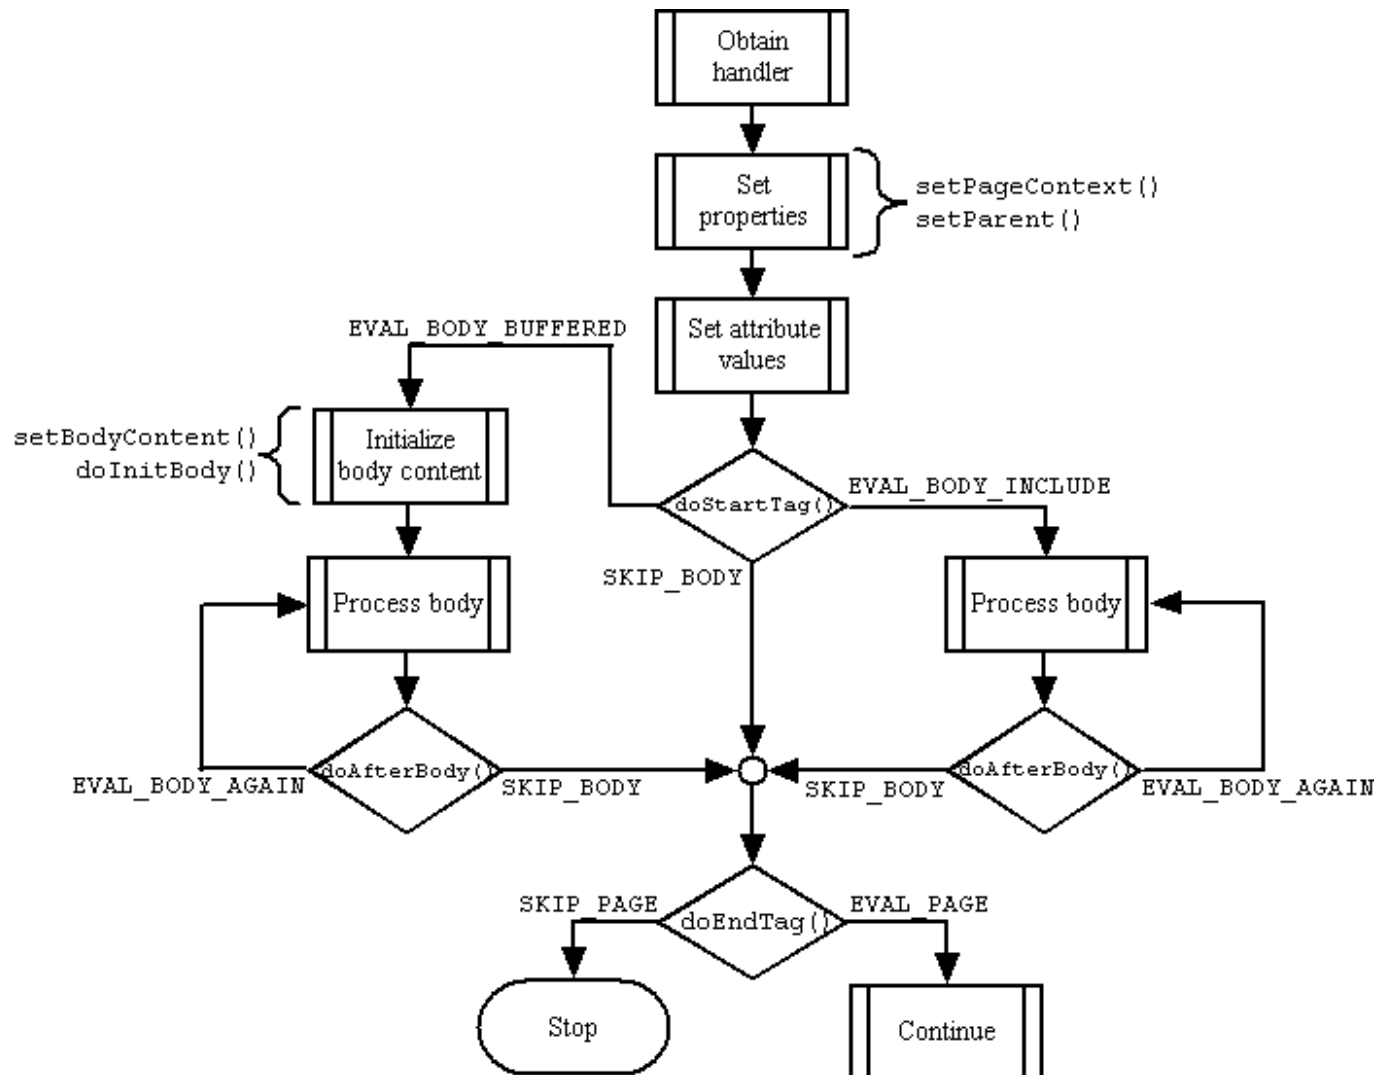 Obtain
handler
Set
properties
setPageContext()
setParent()
Set attribute
values
EVAL_BODY_BUFFERED
setBodyContent()
doInitBody()
Initialize
body content
doStartTag()
EVAL_BODY_INCLUDE
SKIP_BODY
Process body
Process body
doAfterBody()
EVAL_BODY_AGAIN
SKIP_BODY
doAfterBody()
SKIP_BODY
EVAL_BODY_AGAIN
SKIP_PAGE
doEndTag()
EVAL_PAGE
Stop
Continue